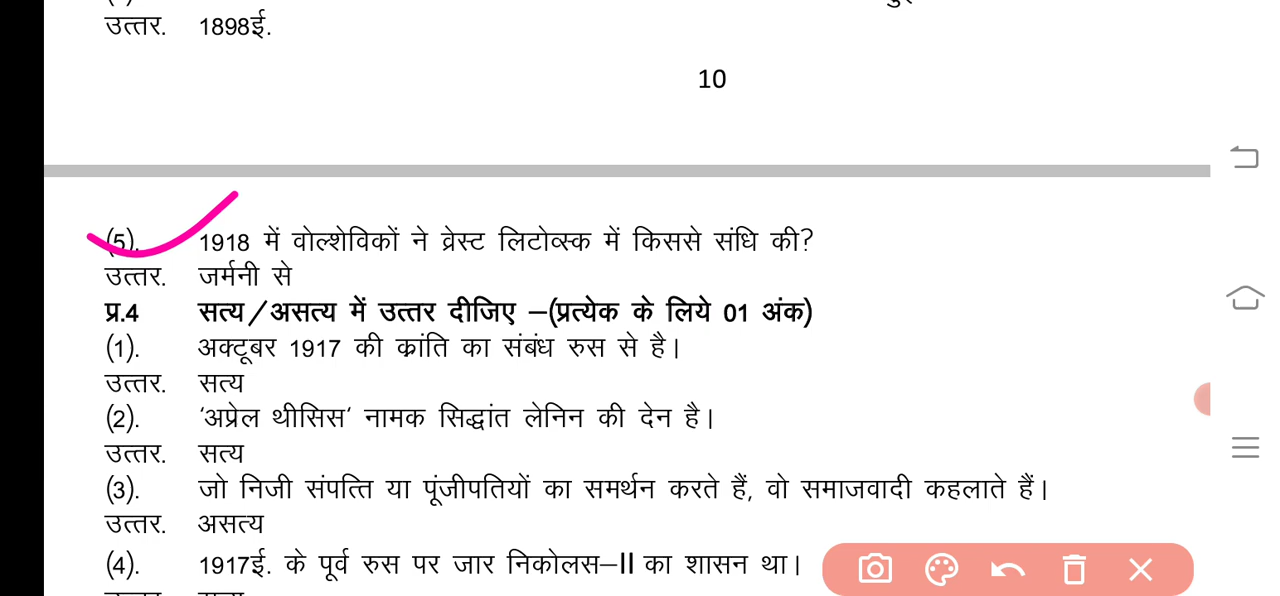 उत्तर. 1898ई.
10
(5). 1918 में वोल्शेविकों ने व्रेस्ट लिटोव्स्क में किससे संधि की?
उत्तर. जर्मनी से
प्र.4 सत्य/असत्य में उत्तर दीजिए –(प्रत्येक के लिये 01 अंक)
(1). अक्टूबर 1917 की क्रांति का संबंध रुस से है।
उत्तर. सत्य
(2). 'अप्रेल थीसिस' नामक सिद्धांत लेनिन की देन है।
उत्तर. सत्य
(3). जो निजी संपत्ति या पूंजीपतियों का समर्थन करते हैं, वो समाजवादी कहलाते हैं।
उत्तर. असत्य
(4). 1917ई. के पूर्व रुस पर जार निकोलस–II का शासन था।